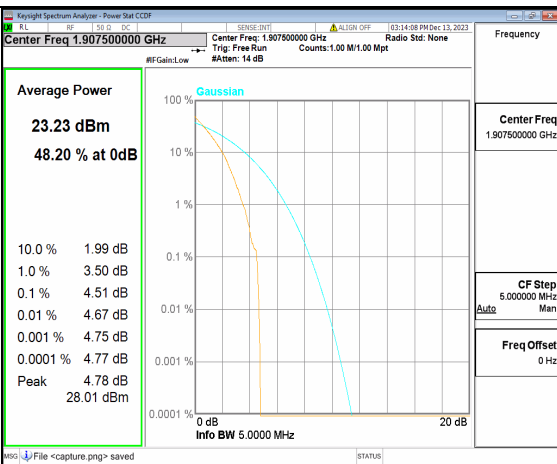 Keysight Spectrum Analyzer - Power Stat CCDF
RL RF 50 Ω DC SENSE:INT ALIGN OFF 03:14:08 PM Dec 13, 2023
Center Freq 1.907500000 GHz
Center Freq: 1.907500000 GHz Radio Std: None
Trig: Free Run Counts:1.00 M/1.00 Mpt
#IFGain:Low #Atten: 14 dB
Frequency
Average Power
23.23 dBm
48.20 % at 0dB
10.0 % 1.99 dB
1.0 % 3.50 dB
0.1 % 4.51 dB
0.01 % 4.67 dB
0.001 % 4.75 dB
0.0001 % 4.77 dB
Peak 4.78 dB
28.01 dBm
Gaussian
100 %
10 %
1 %
0.1 %
0.01 %
0.001 %
0.0001 %
0 dB 20 dB
Info BW 5.0000 MHz
Center Freq
1.907500000 GHz
CF Step
5.000000 MHz
Auto Man
Freq Offset
0 Hz
MSG File <capture.png> saved STATUS